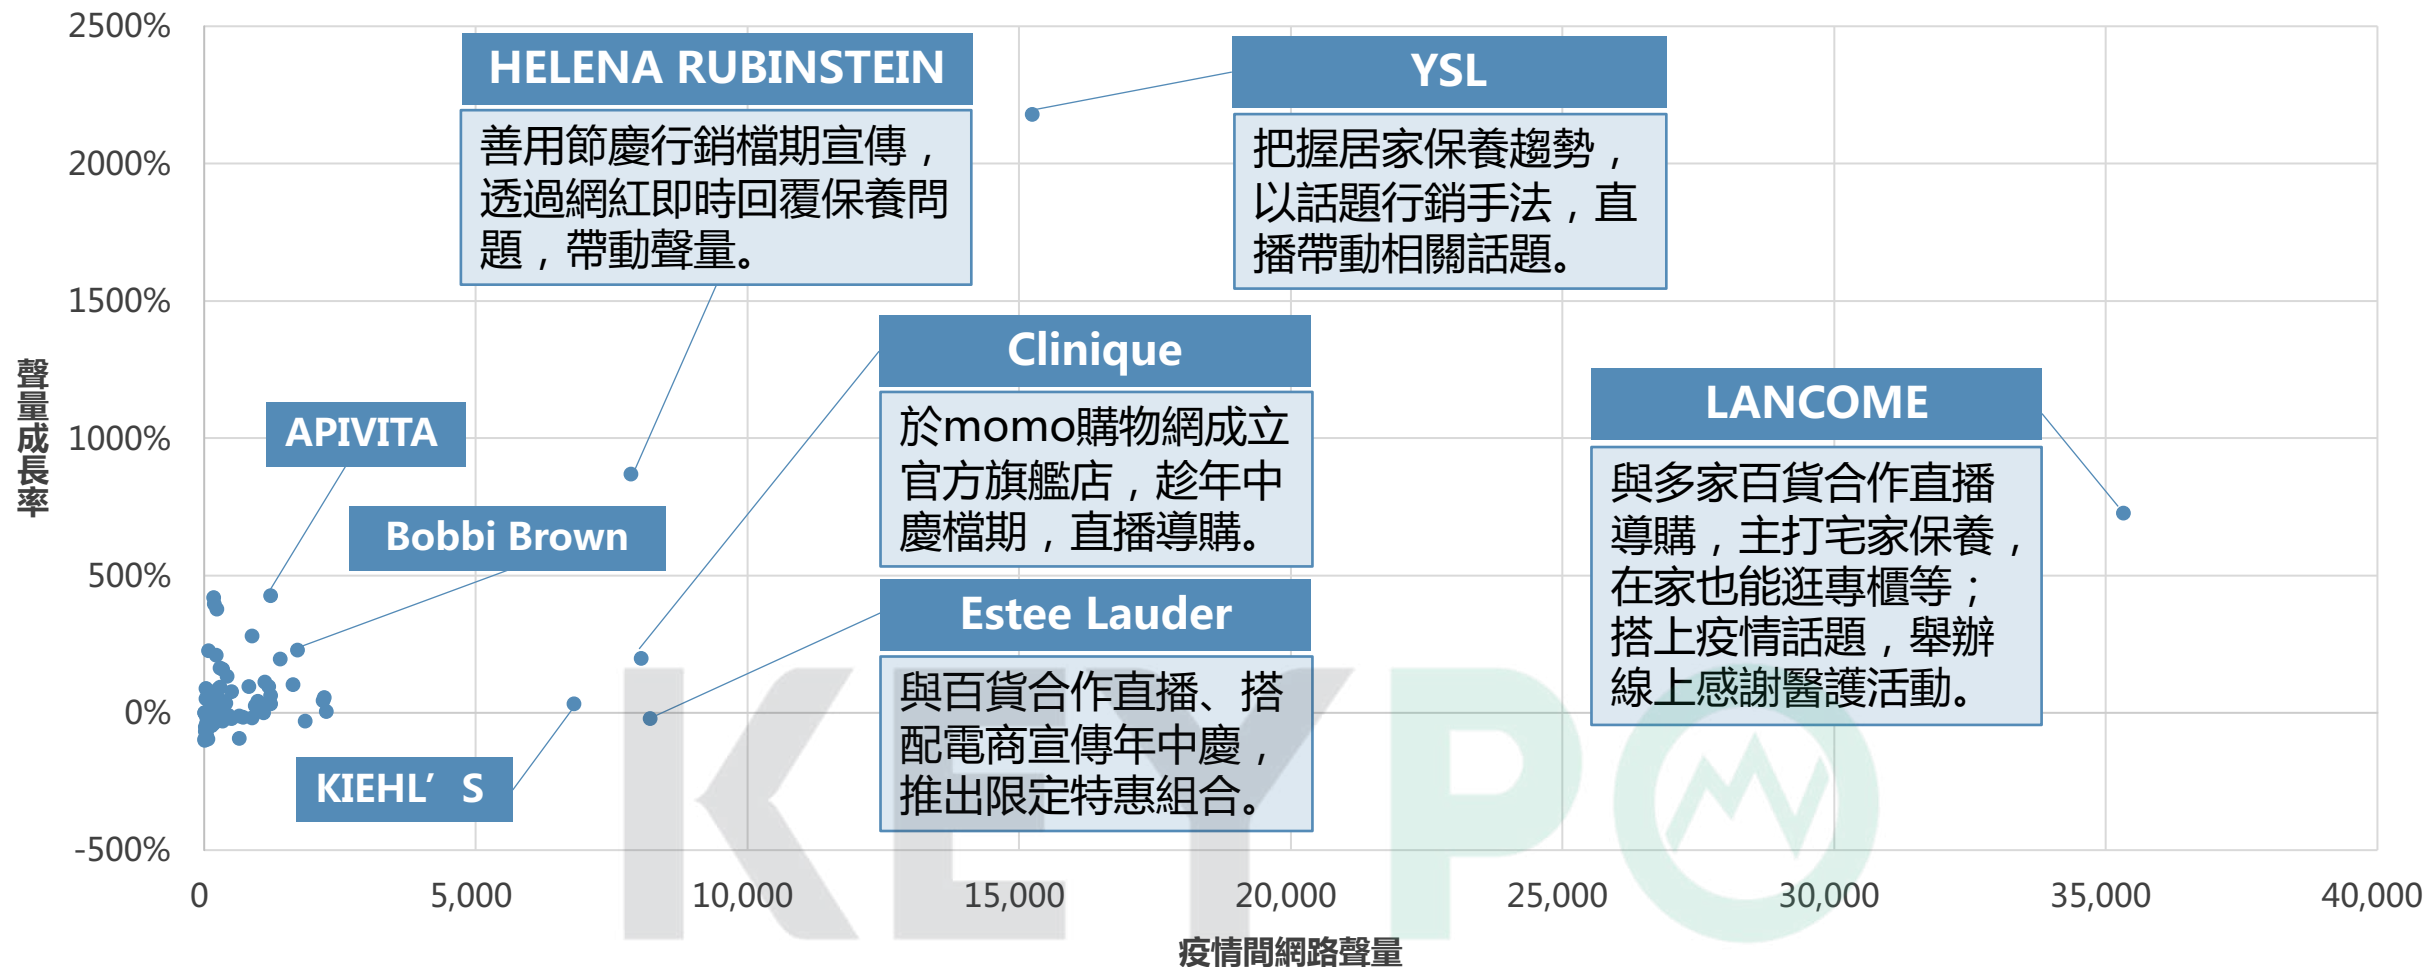 2500%
2000%
1500%
1000%
500%
0%
-500%
聲量成長率
HELENA RUBINSTEIN
善用節慶行銷檔期宣傳，
透過網紅即時回覆保養問
題，帶動聲量。
YSL
把握居家保養趨勢，
以話題行銷手法，直
播帶動相關話題。
APIVITA
Bobbi Brown
Clinique
於momo購物網成立
官方旗艦店，趁年中
慶檔期，直播導購。
LANCOME
與多家百貨合作直播
導購，主打宅家保養，
在家也能逛專櫃等；
搭上疫情話題，舉辦
線上感謝醫護活動。
Estee Lauder
與百貨合作直播、搭
配電商宣傳年中慶，
推出限定特惠組合。
KIEHL’S
KEYPO
0
5,000
10,000
15,000
20,000
25,000
30,000
35,000
40,000
疫情間網路聲量